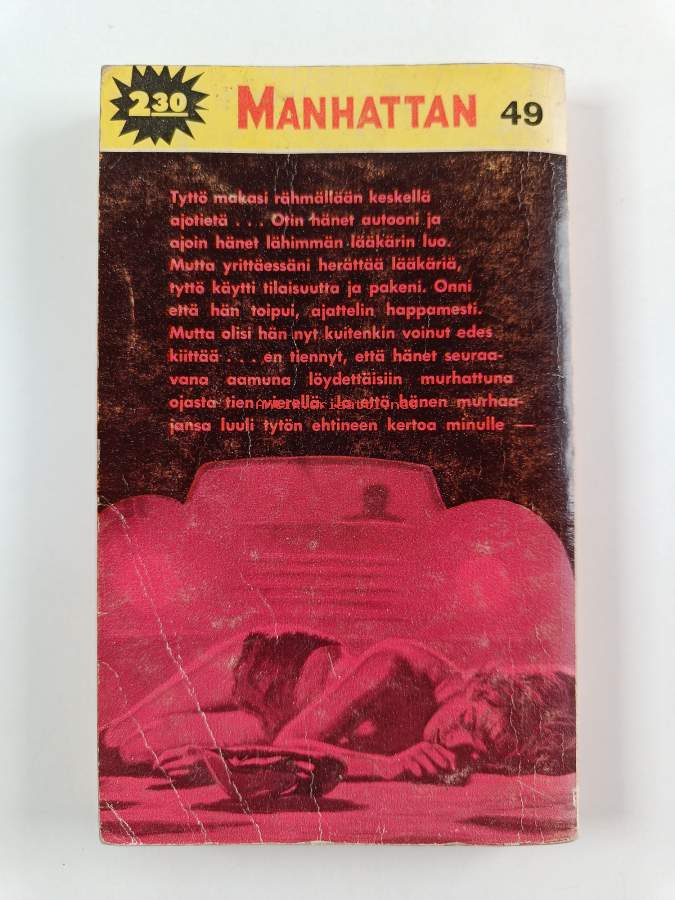 2.30 MANHATTAN 49
Tyttö makasi rähmällään keskellä
ajotietä . . . Otin hänet autooni ja
ajoin hänet lähimmän lääkärin luo.
Mutta yrittäessäni herättää lääkäriä,
tyttö käytti tilaisuutta ja pakeni. Onni
että hän toipui, ajattelin happamesti.
Mutta olisi hän nyt kuitenkin voinut edes
kiittää . . . . en tiennyt, että hänet seuraa-
vana aamuna löydettäisiin murhattuna
ojasta tien vierellä. Ja että hänen murhaa-
jansa luuli tytön ehtineen kertoa minulle —